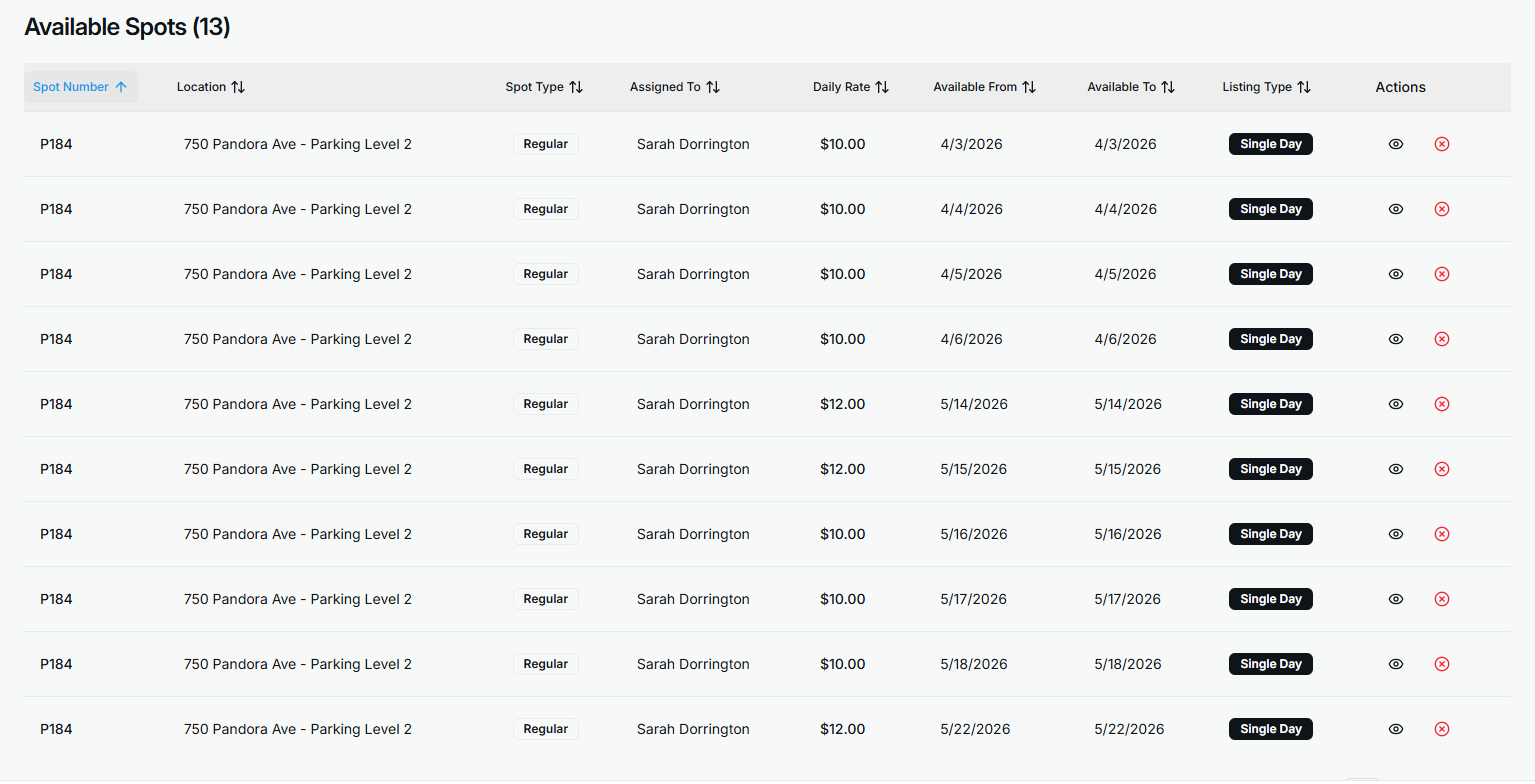 Available Spots (13)
Spot Number Location Spot Type Assigned To Daily Rate Available From Available To Listing Type Actions
P184 750 Pandora Ave - Parking Level 2 Regular Sarah Dorrington $10.00 4/3/2026 4/3/2026 Single Day
P184 750 Pandora Ave - Parking Level 2 Regular Sarah Dorrington $10.00 4/4/2026 4/4/2026 Single Day
P184 750 Pandora Ave - Parking Level 2 Regular Sarah Dorrington $10.00 4/5/2026 4/5/2026 Single Day
P184 750 Pandora Ave - Parking Level 2 Regular Sarah Dorrington $10.00 4/6/2026 4/6/2026 Single Day
P184 750 Pandora Ave - Parking Level 2 Regular Sarah Dorrington $12.00 5/14/2026 5/14/2026 Single Day
P184 750 Pandora Ave - Parking Level 2 Regular Sarah Dorrington $12.00 5/15/2026 5/15/2026 Single Day
P184 750 Pandora Ave - Parking Level 2 Regular Sarah Dorrington $10.00 5/16/2026 5/16/2026 Single Day
P184 750 Pandora Ave - Parking Level 2 Regular Sarah Dorrington $10.00 5/17/2026 5/17/2026 Single Day
P184 750 Pandora Ave - Parking Level 2 Regular Sarah Dorrington $10.00 5/18/2026 5/18/2026 Single Day
P184 750 Pandora Ave - Parking Level 2 Regular Sarah Dorrington $12.00 5/22/2026 5/22/2026 Single Day